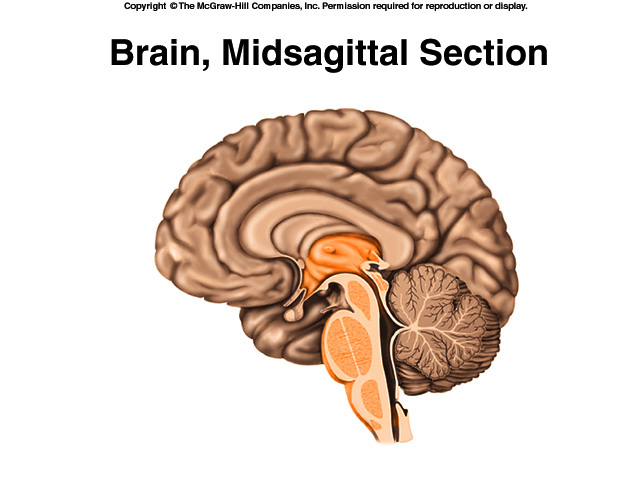 Copyright © The McGraw-Hill Companies, Inc. Permission required for reproduction or display.
Brain, Midsagittal Section